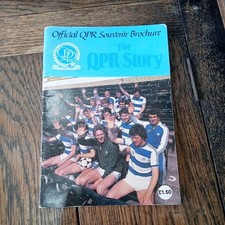 Official QPR Souvenir Brochure
The
QPR Story
£1.50